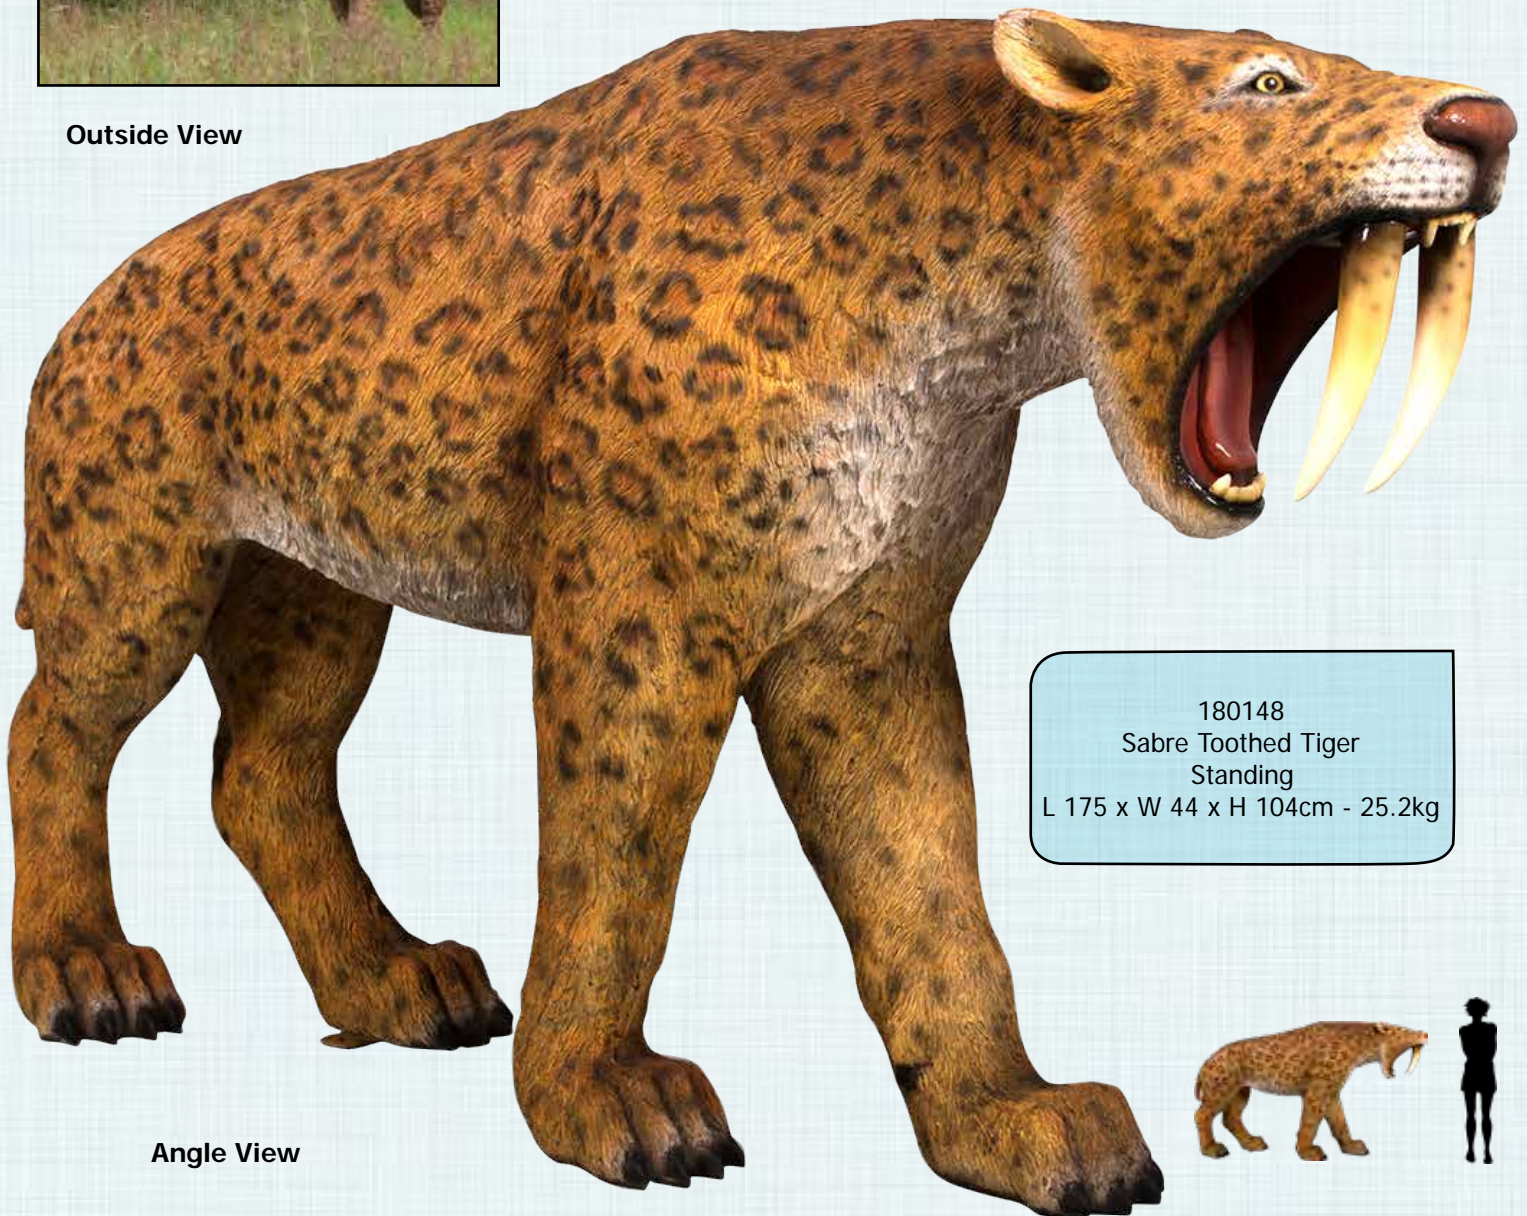 Outside View
180148
Sabre Toothed Tiger
Standing
L 175 x W 44 x H 104cm - 25.2kg
Angle View